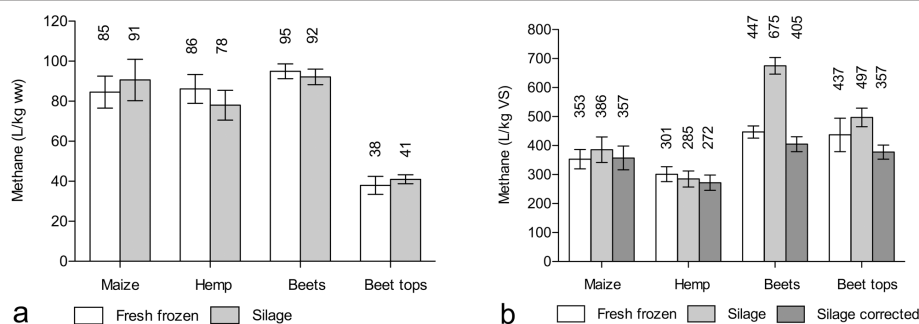 120
100
80
60
40
20
0
Methane (L/kg ww)
85 91 86 78 95 92 38 41
Maize Hemp Beets Beet tops
a Fresh frozen Silage
800
700
600
500
400
300
200
100
0
Methane (L/kg VS)
353 386 357 301 285 272 447 675 405 437 497 357
Maize Hemp Beets Beet tops
b Fresh frozen Silage Silage corrected